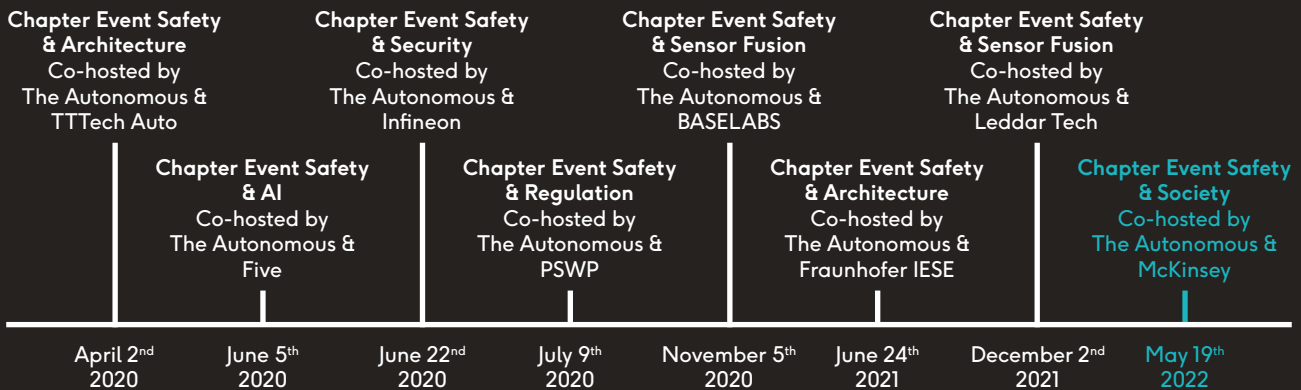 Chapter Event Safety
& Architecture
Co-hosted by
The Autonomous &
TTTech Auto
Chapter Event Safety
& Security
Co-hosted by
The Autonomous &
Infineon
Chapter Event Safety
& Sensor Fusion
Co-hosted by
The Autonomous &
BASELABS
Chapter Event Safety
& Sensor Fusion
Co-hosted by
The Autonomous &
Leddar Tech
Chapter Event Safety
& AI
Co-hosted by
The Autonomous &
Five
Chapter Event Safety
& Regulation
Co-hosted by
The Autonomous &
PSWP
Chapter Event Safety
& Architecture
Co-hosted by
The Autonomous &
Fraunhofer IESE
Chapter Event Safety
& Society
Co-hosted by
The Autonomous &
McKinsey
April 2nd
2020
June 5th
2020
June 22nd
2020
July 9th
2020
November 5th
2020
June 24th
2021
December 2nd
2021
May 19th
2022